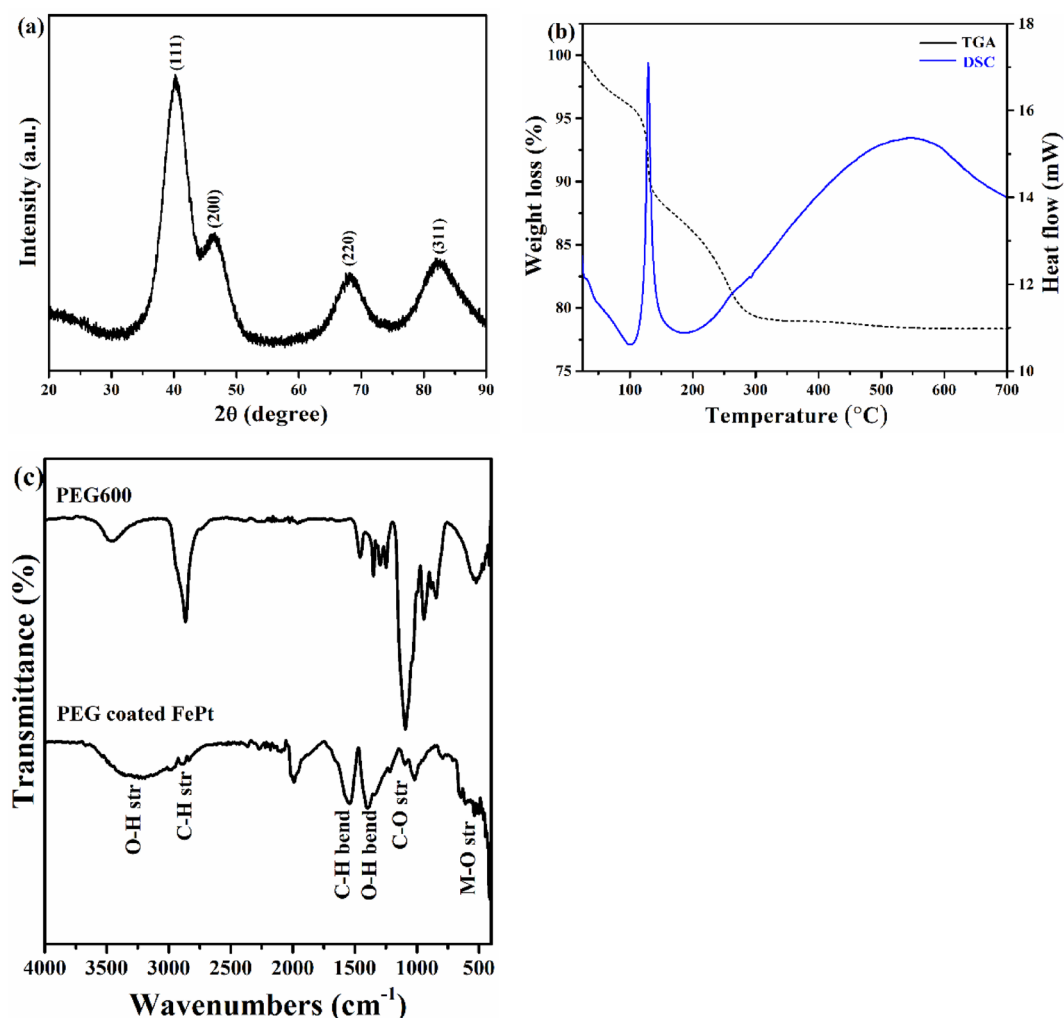 (a)
(111)
(200)
(220)
(311)
Intensity (a.u.)
20 30 40 50 60 70 80 90
2θ (degree)
(b)
TGA
DSC
100
95
90
85
80
75
Weight loss (%)
18
16
14
12
10
Heat flow (mW)
100 200 300 400 500 600 700
Temperature (°C)
(c)
PEG600
PEG coated FePt
O-H str
C-H str
C-H bend
O-H bend
C-O str
M-O str
Transmittance (%)
4000 3500 3000 2500 2000 1500 1000 500
Wavenumbers (cm⁻¹)